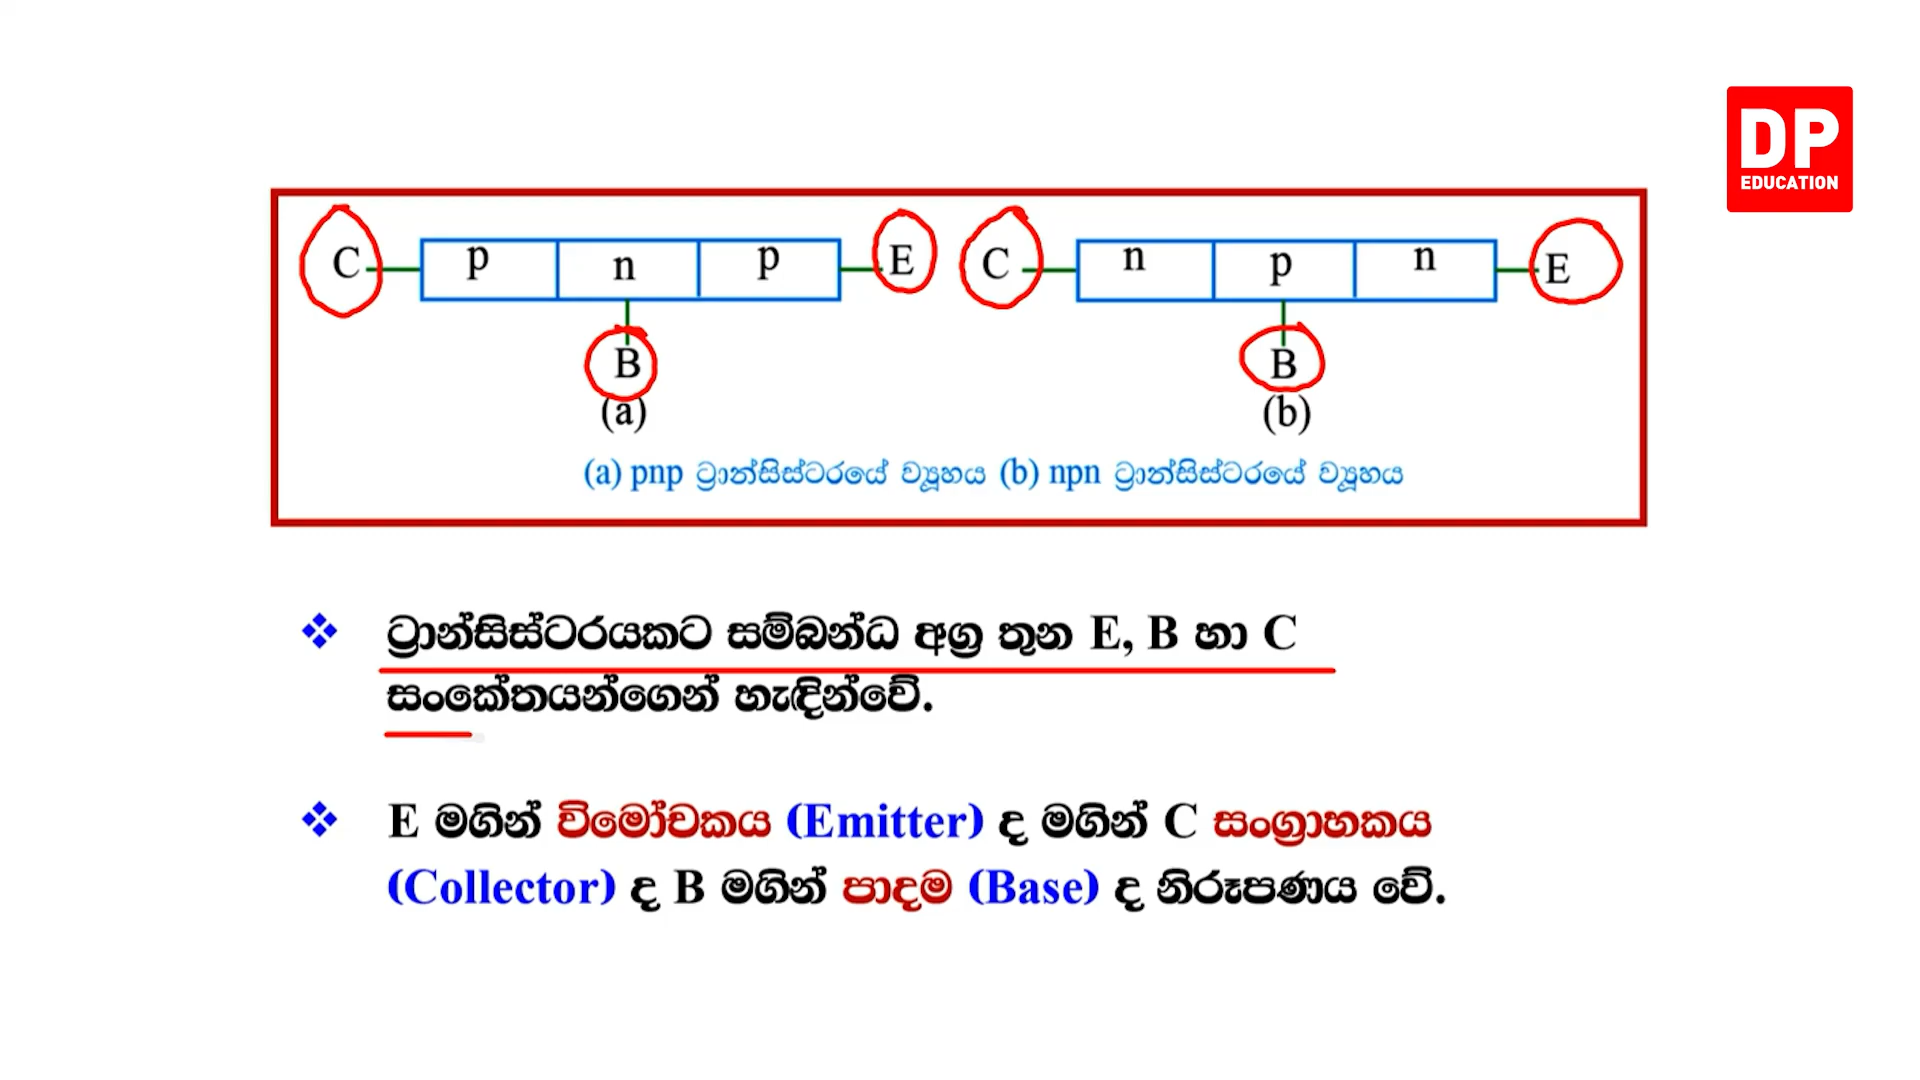 DP
EDUCATION
C p n p E C n p n E
B B
(a) (b)
(a) pnp ට්‍රාන්සිස්ටරයේ ව්‍යූහය (b) npn ට්‍රාන්සිස්ටරයේ ව්‍යූහය
ට්‍රාන්සිස්ටරයකට සම්බන්ධ අග්‍ර තුන E, B හා C
සංකේතයන්ගෙන් හැඳින්වේ.
E මගින් විමෝචකය (Emitter) ද මගින් C සංග්‍රාහකය
(Collector) ද B මගින් පාදම (Base) ද නිරූපණය වේ.